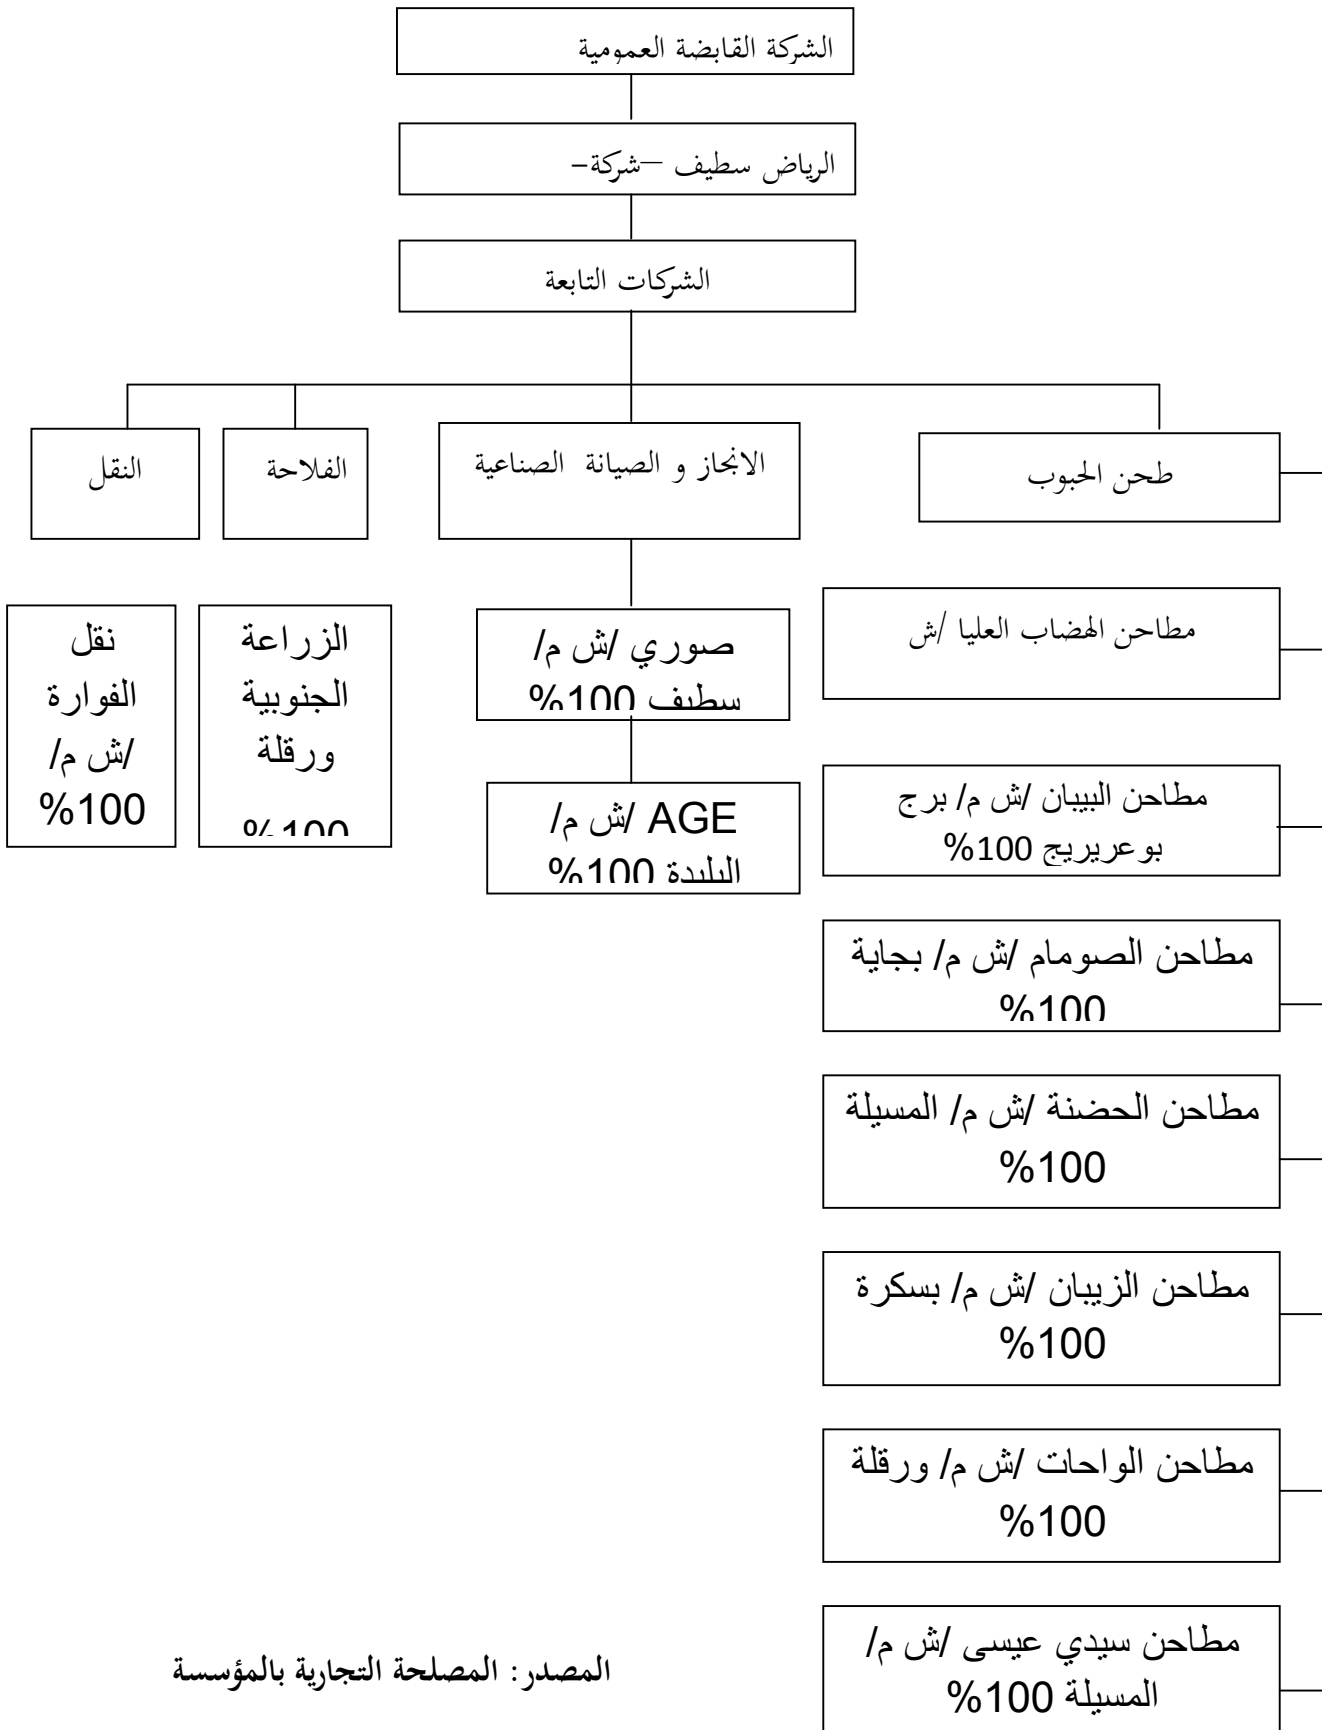 الشركة القابضة العمومية
الرياض سطيف –شركة-
الشركات التابعة
طحن الحبوب
الانجاز و الصيانة الصناعية
الفلاحة
النقل
مطاحن الهضاب العليا /ش
مطاحن البيبان /ش م/ برج
بوعريريج 100%
مطاحن الصومام /ش م/ بجاية
100%
مطاحن الحضنة /ش م/ المسيلة
100%
مطاحن الزيبان /ش م/ بسكرة
100%
مطاحن الواحات /ش م/ ورقلة
100%
مطاحن سيدي عيسى /ش م/
المسيلة 100%
صوري /ش م/
سطيف 100%
AGE /ش م/
البليدة 100%
الزراعة
الجنوبية
ورقلة
100%
نقل
الفوارة
/ش م/
100%
المصدر: المصلحة التجارية بالمؤسسة